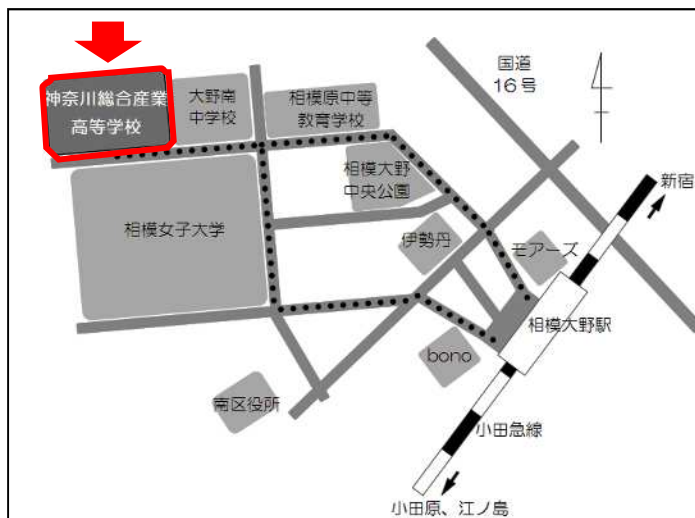 国道
16号
神奈川総合産業
高等学校
大野南
中学校
相模原中等
教育学校
新宿
相模大野
中央公園
相模女子大学
伊勢丹
モアーズ
相模大野駅
bono
南区役所
小田急線
小田原、江ノ島